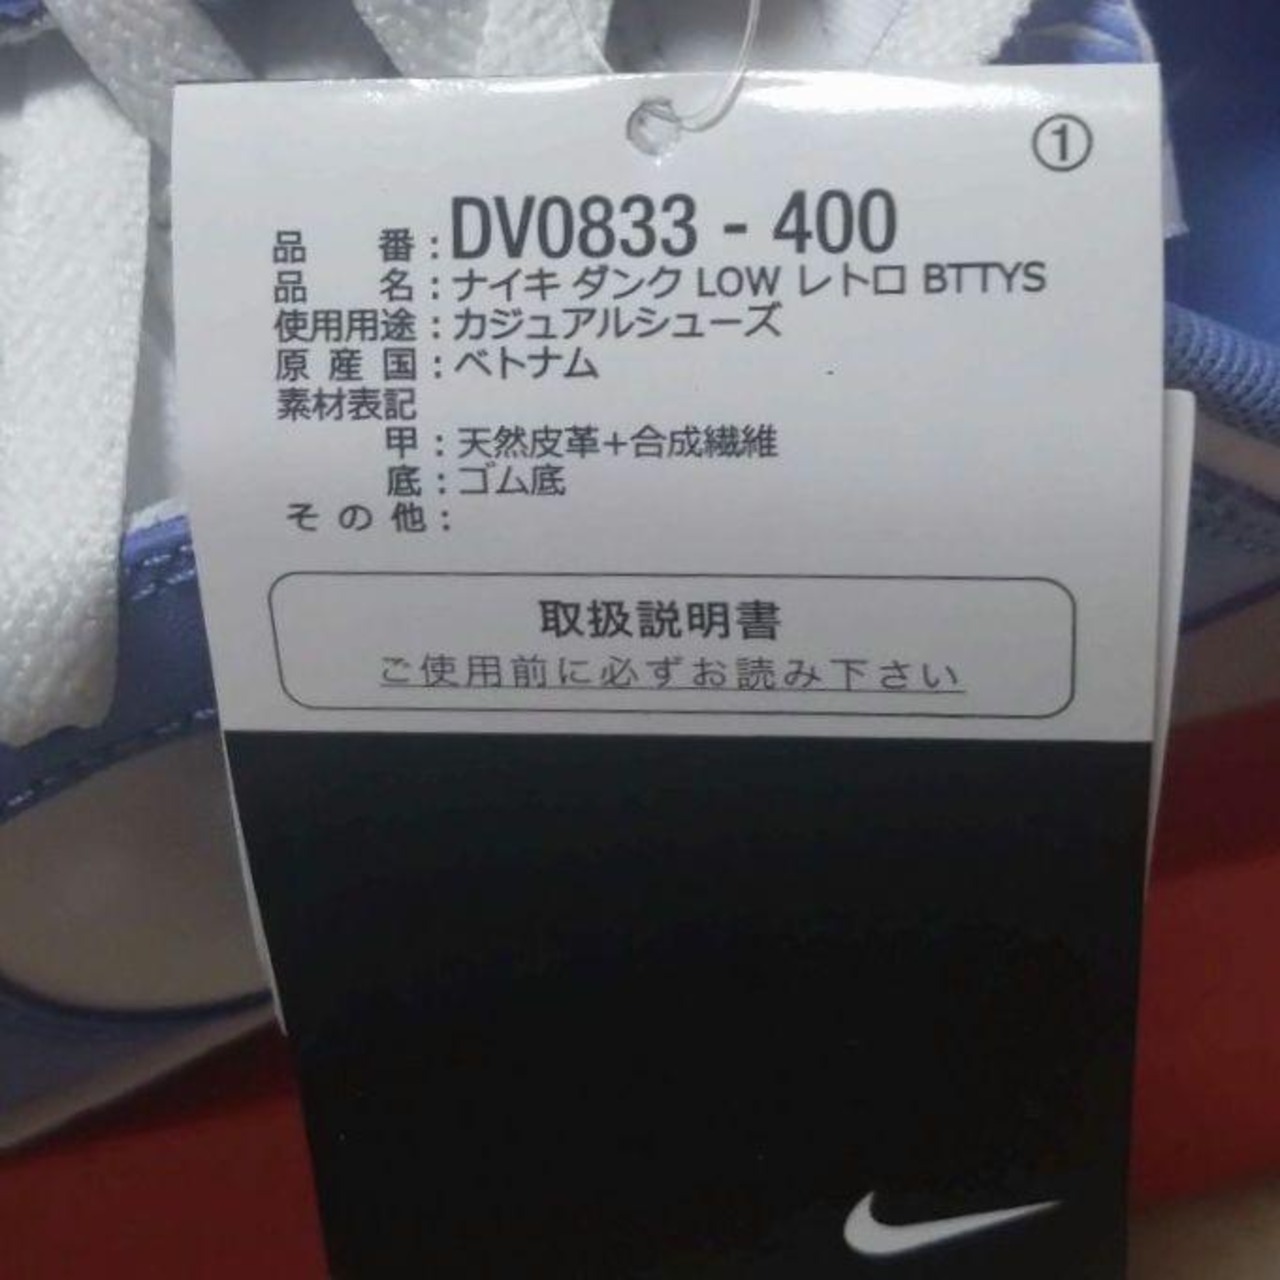 ①
品 番：DV0833 - 400
品 名：ナイキ ダンク LOW レトロ BTTYS
使用用途：カジュアルシューズ
原 産 国：ベトナム
素材表記
甲：天然皮革+合成繊維
底：ゴム底
そ の 他：
取扱説明書
ご使用前に必ずお読み下さい